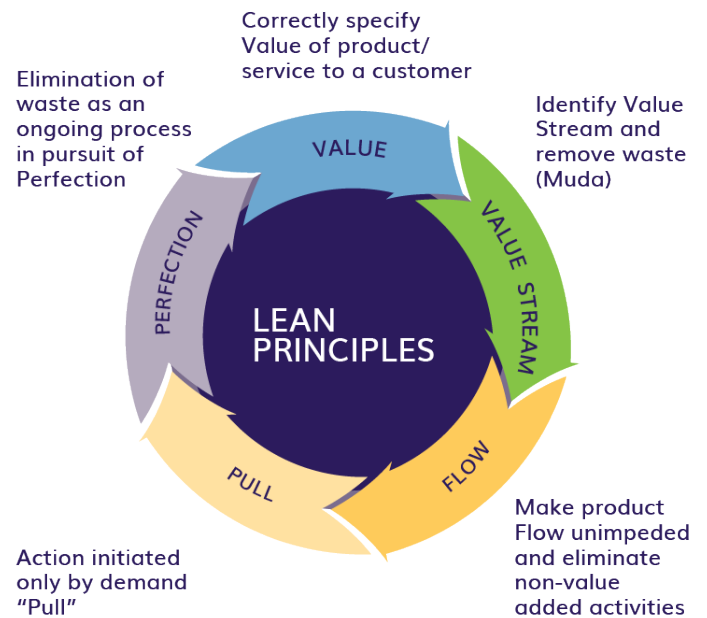 Correctly specify
Value of product/
service to a customer
Elimination of
waste as an
ongoing process
in pursuit of
Perfection
Identify Value
Stream and
remove waste
(Muda)
VALUE
VALUE STREAM
PERFECTION
LEAN
PRINCIPLES
FLOW
PULL
Make product
Flow unimpeded
and eliminate
non-value
added activities
Action initiated
only by demand
“Pull”